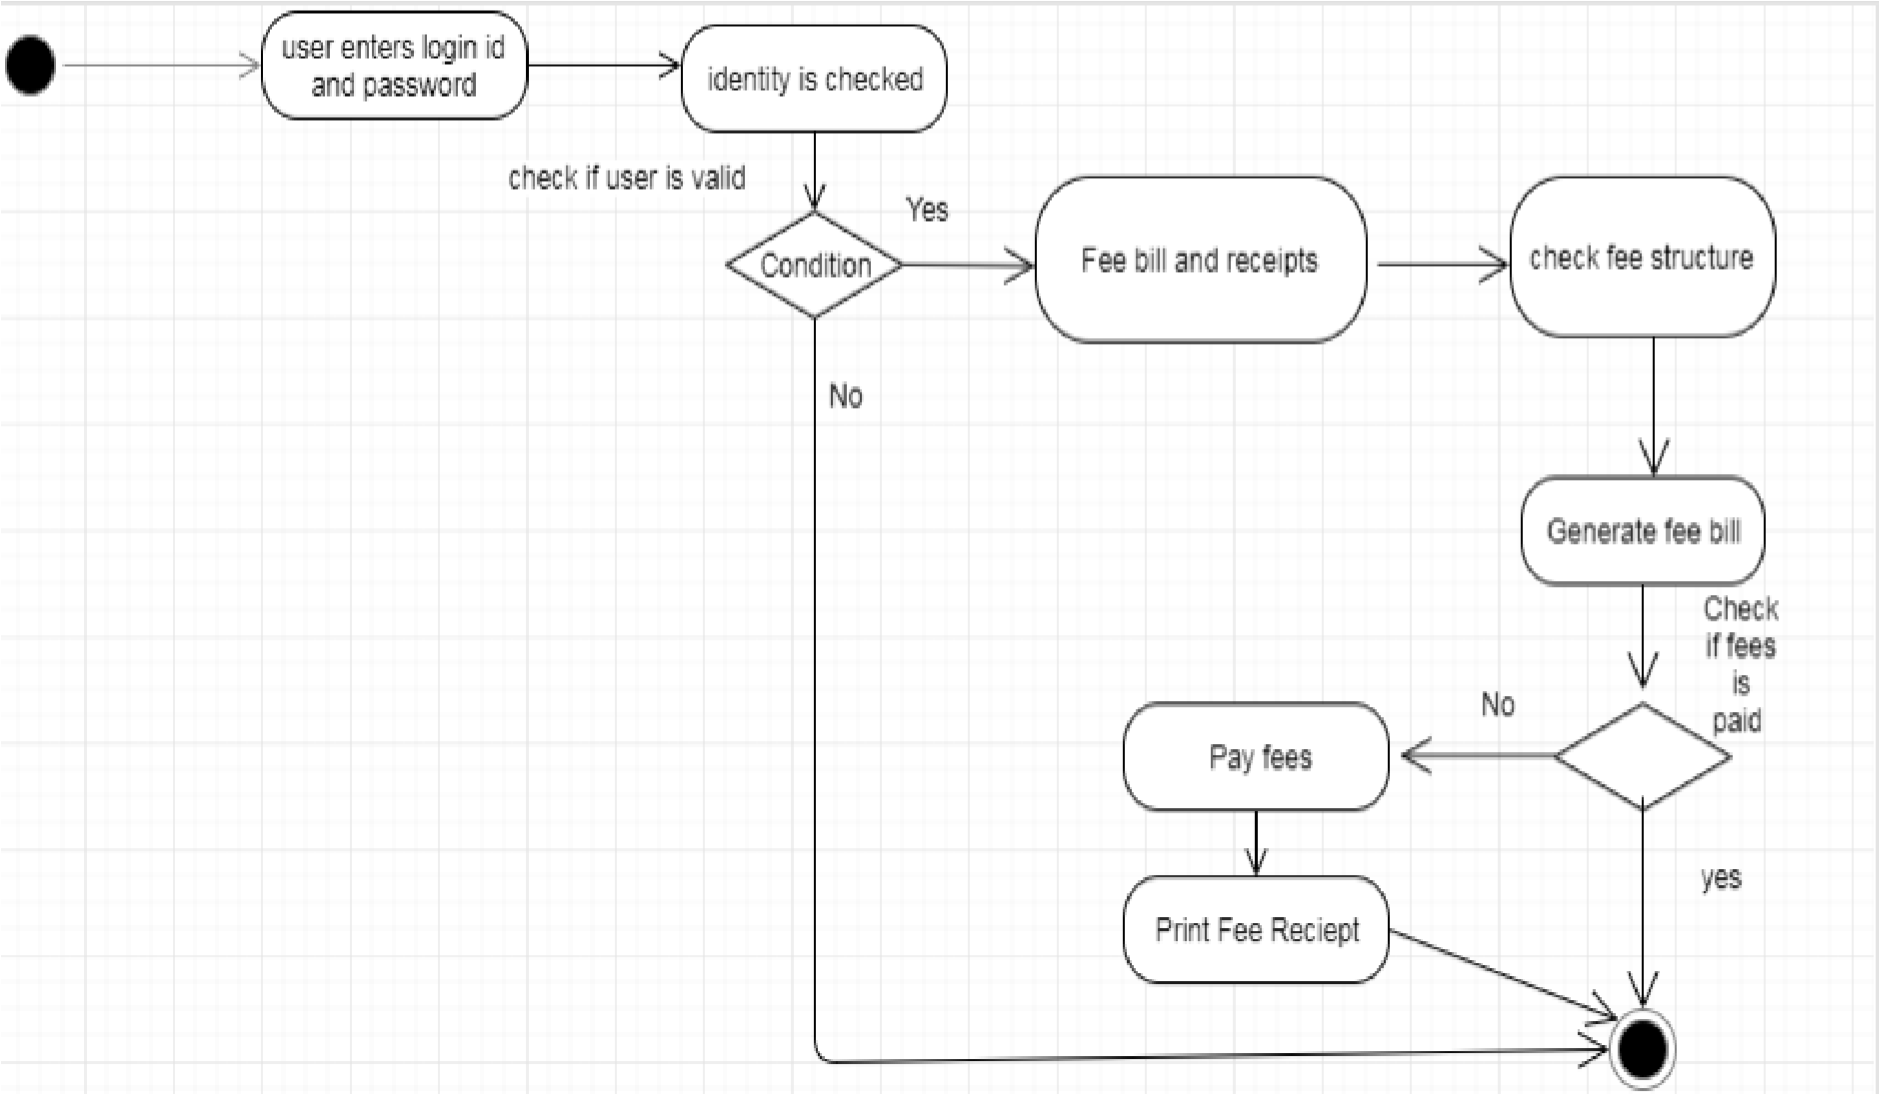 user enters login id
and password
identity is checked
check if user is valid
Yes
Condition
Fee bill and receipts
check fee structure
No
Generate fee bill
Check
if fees
is
paid
No
Pay fees
yes
Print Fee Reciept